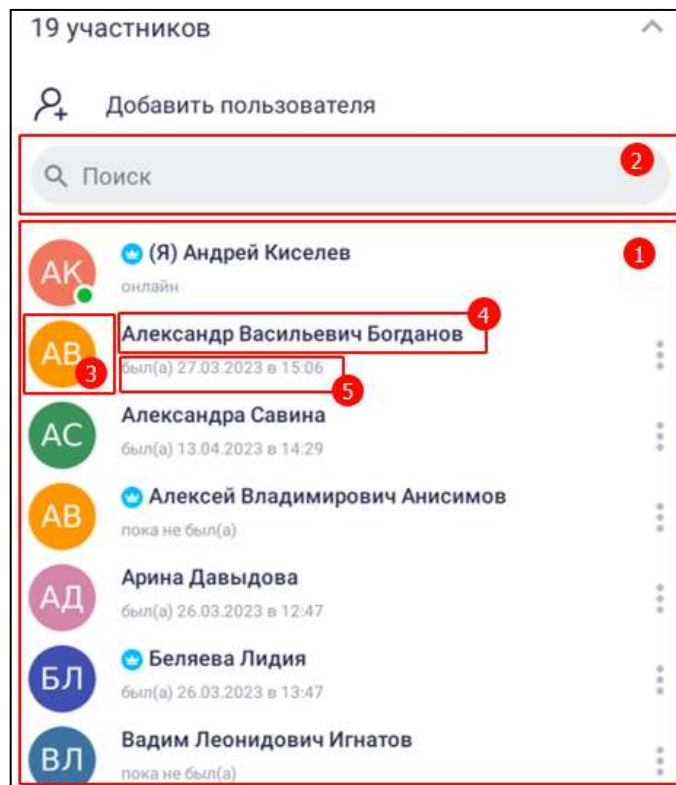 19 участников
Добавить пользователя
Поиск
2
1
АК
(Я) Андрей Киселев
онлайн
4
АВ
3
Александр Васильевич Богданов
был(а) 27.03.2023 в 15:06
5
АС
Александра Савина
был(а) 13.04.2023 в 14:29
АВ
Алексей Владимирович Анисимов
пока не был(а)
АД
Арина Давыдова
был(а) 26.03.2023 в 12:47
БЛ
Беляева Лидия
был(а) 26.03.2023 в 13:47
ВЛ
Вадим Леонидович Игнатов
пока не был(а)